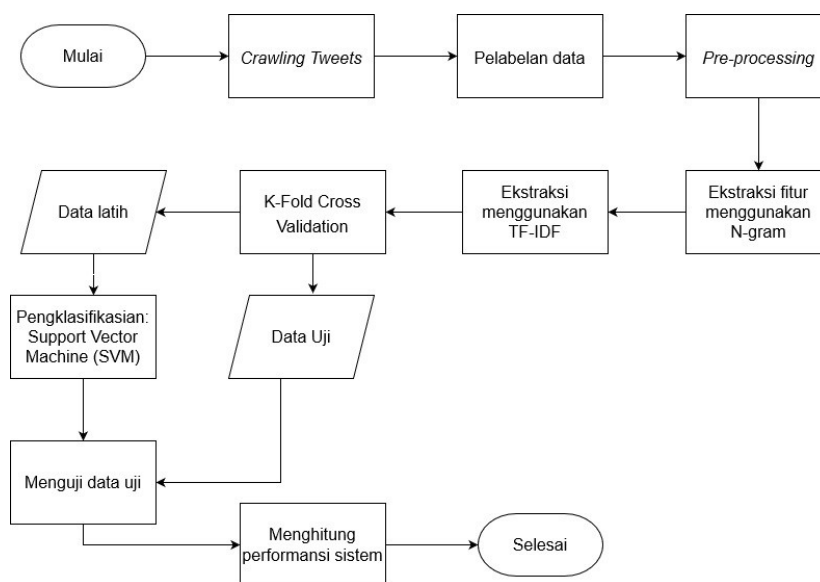 Mulai
Crawling Tweets
Pelabelan data
Pre-processing
Ekstraksi fitur
menggunakan
N-gram
Ekstraksi
menggunakan
TF-IDF
K-Fold Cross
Validation
Data latih
Pengklasifikasian:
Support Vector
Machine (SVM)
Data Uji
Menguji data uji
Menghitung
performansi sistem
Selesai